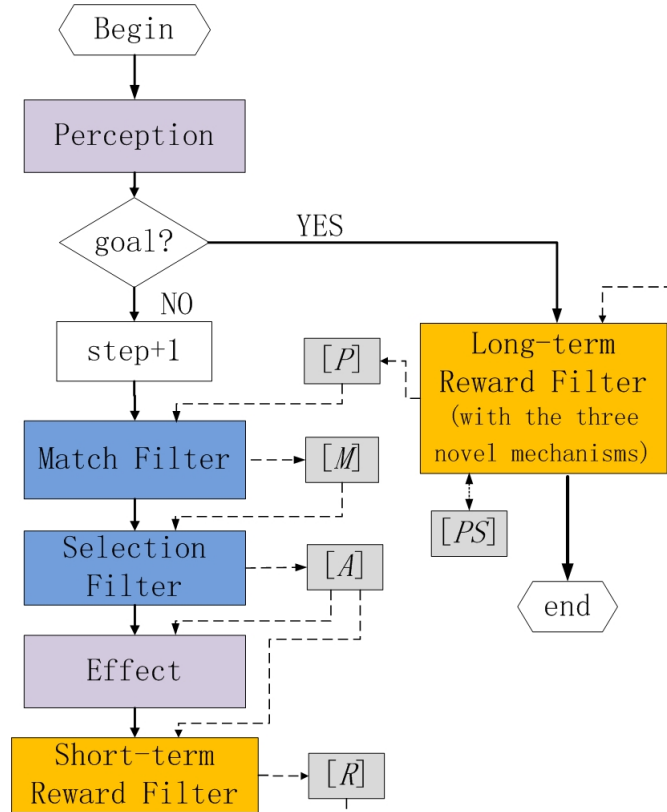 Begin
Perception
goal?
YES
NO
step+1
[P]
Long-term
Reward Filter
(with the three
novel mechanisms)
Match Filter
[M]
[PS]
Selection
Filter
[A]
end
Effect
Short-term
Reward Filter
[R]